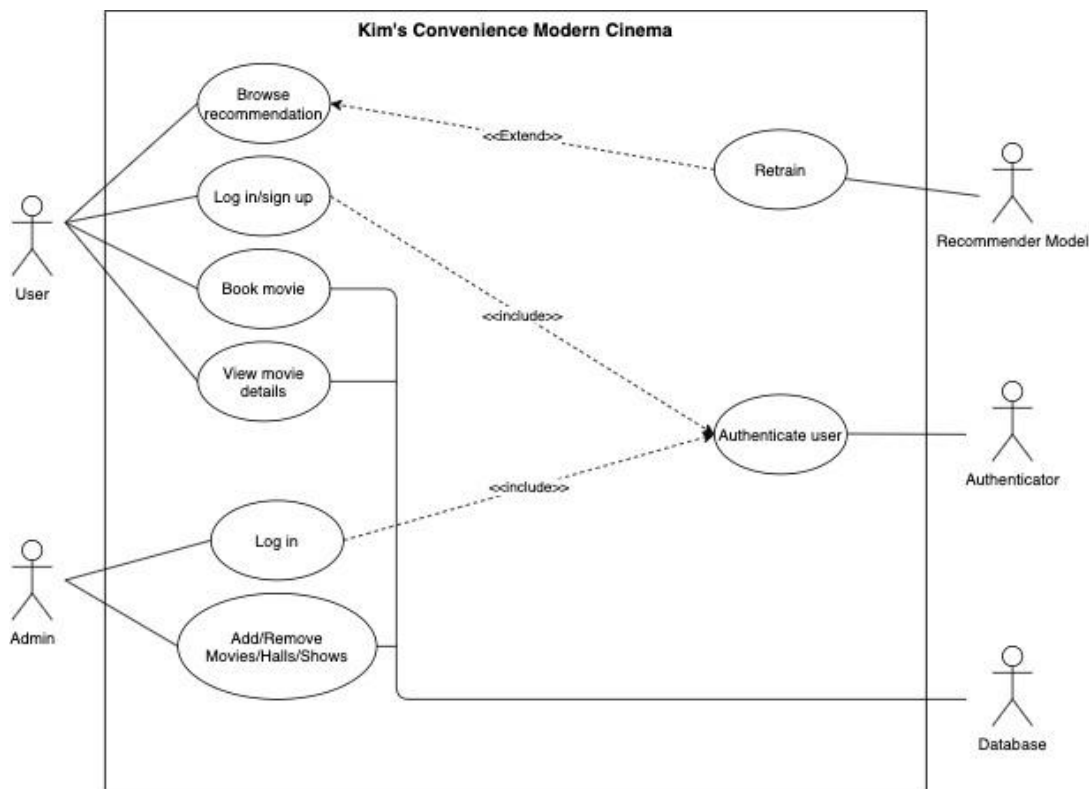 Kim's Convenience Modern Cinema
Browse
recommendation
<<Extend>>
Retrain
Recommender Model
Log in/sign up
User
Book movie
<<include>>
View movie
details
Authenticate user
Authenticator
<<include>>
Log in
Admin
Add/Remove
Movies/Halls/Shows
Database